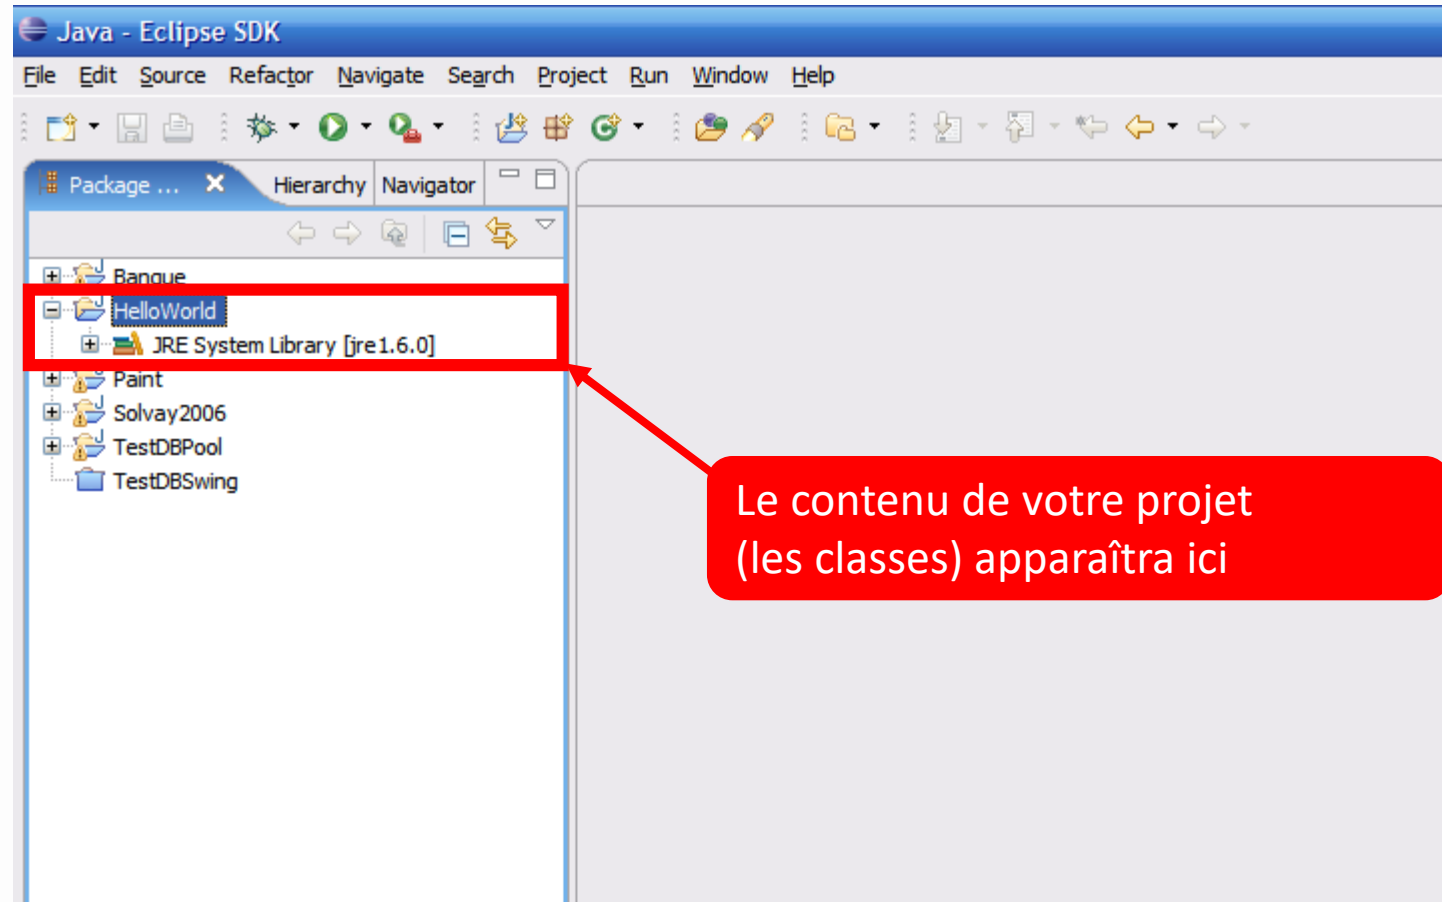 Java - Eclipse SDK
File Edit Source Refactor Navigate Search Project Run Window Help
Package ... Hierarchy Navigator
Banque
HelloWorld
JRE System Library [jre1.6.0]
Paint
Solvay2006
TestDBPool
TestDBSwing
Le contenu de votre projet
(les classes) apparaîtra ici